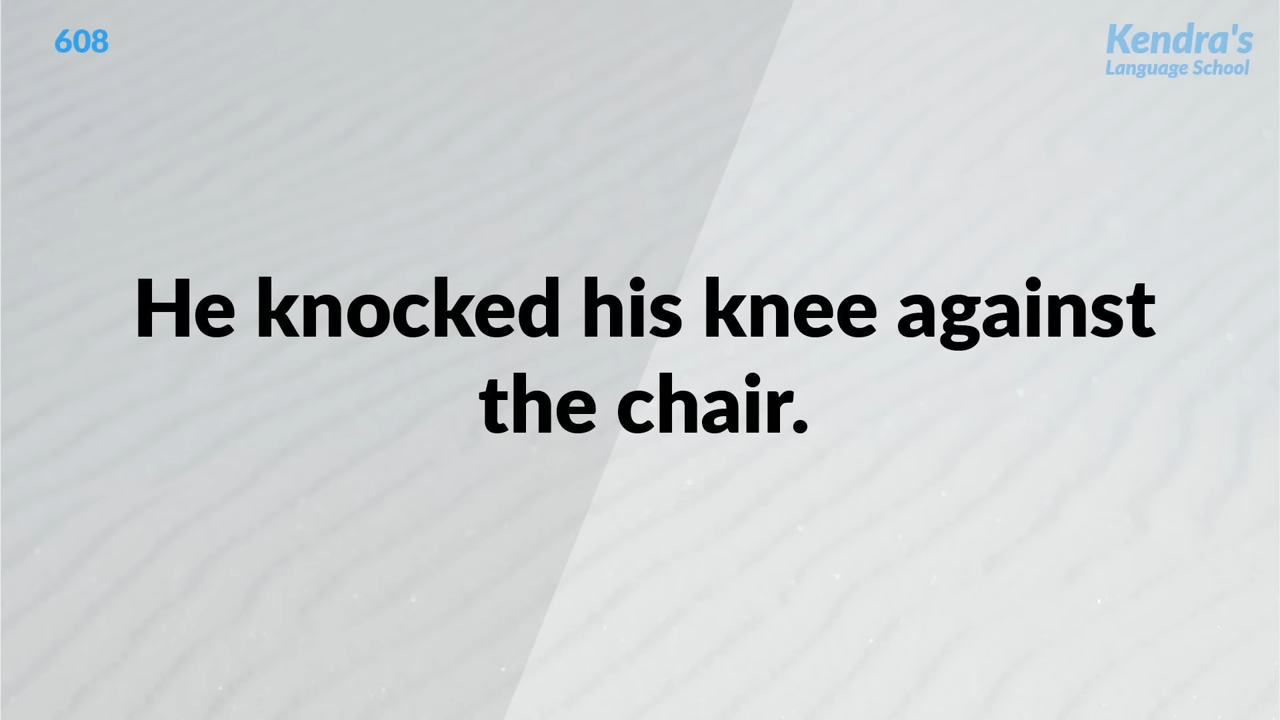 608
Kendra's
Language School
He knocked his knee against
the chair.